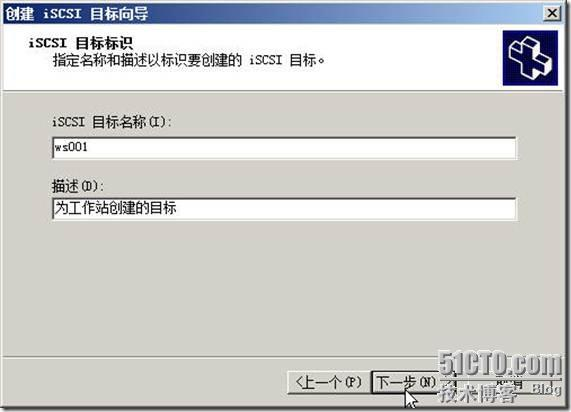 创建 iSCSI 目标向导
iSCSI 目标标识
指定名称和描述以标识要创建的 iSCSI 目标。
iSCSI 目标名称(I):
ws001
描述(D):
为工作站创建的目标
<上一个(P) 下一步(N)
51CTO.com
技术博客 Blog